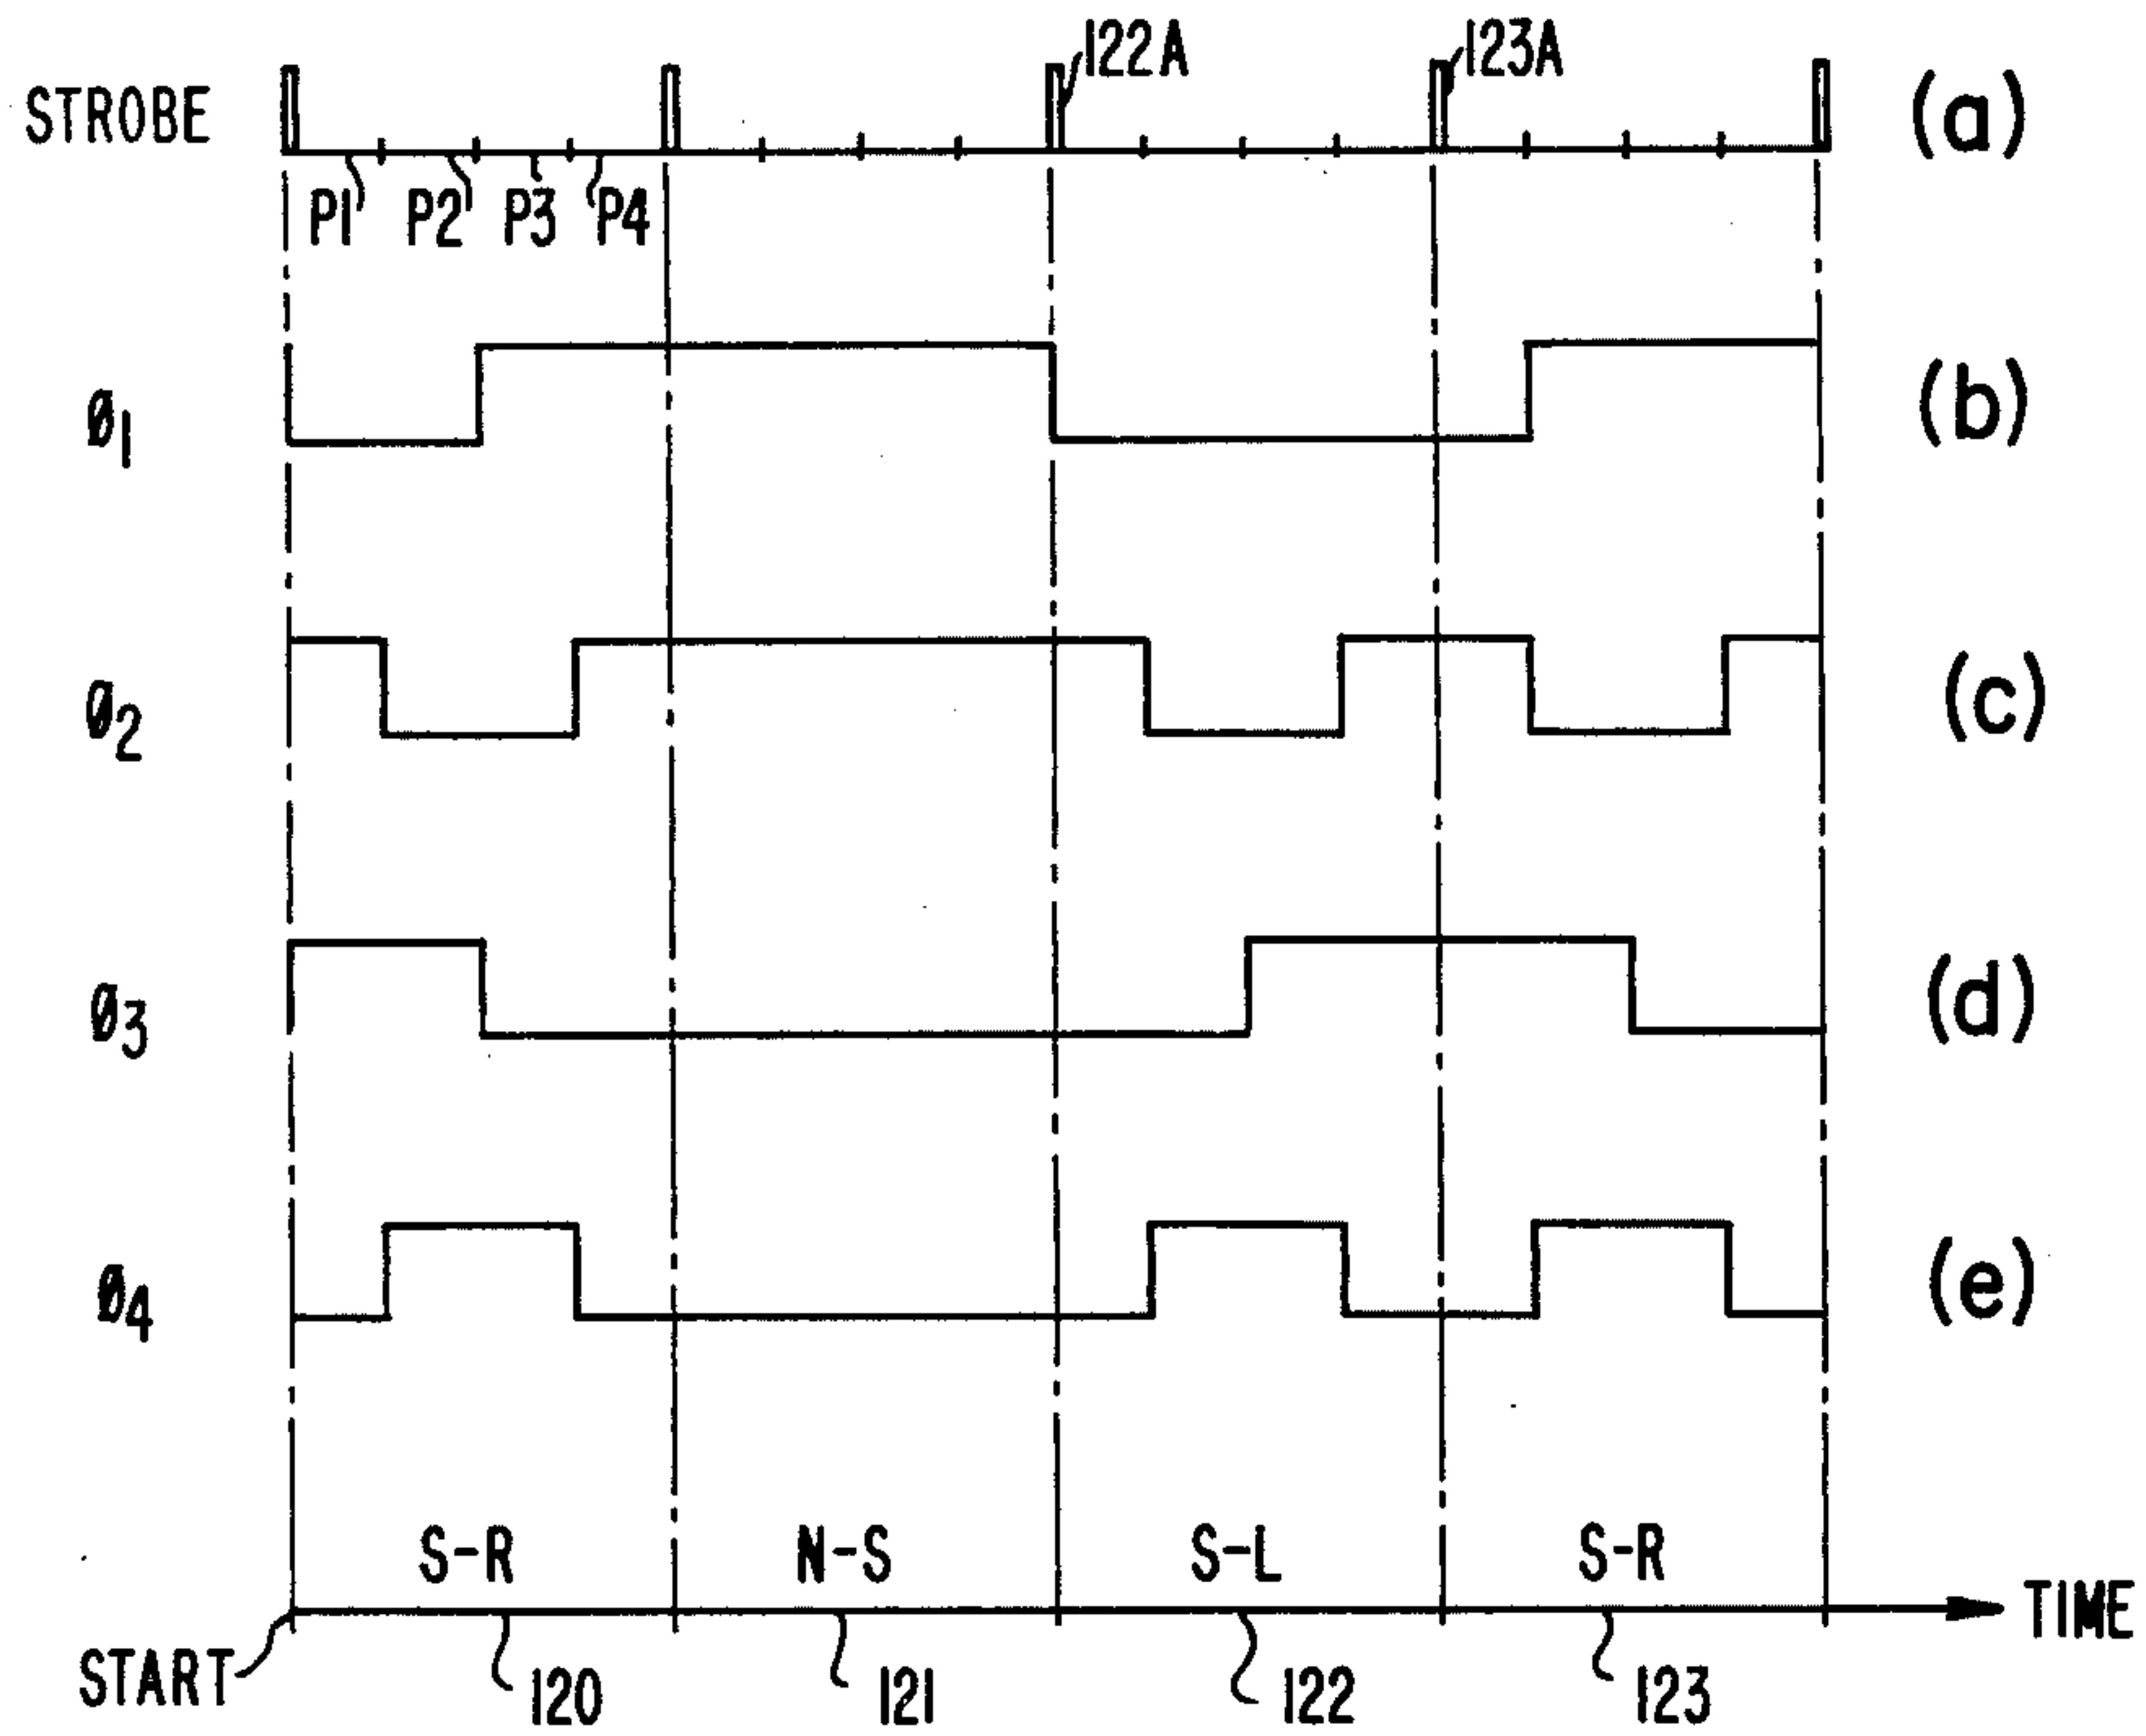 122A
123A
STROBE
(a)
P1 P2 P3 P4
Ø1
(b)
Ø2
(c)
Ø3
(d)
Ø4
(e)
S-R N-S S-L S-R
TIME
START
120 121 122 123